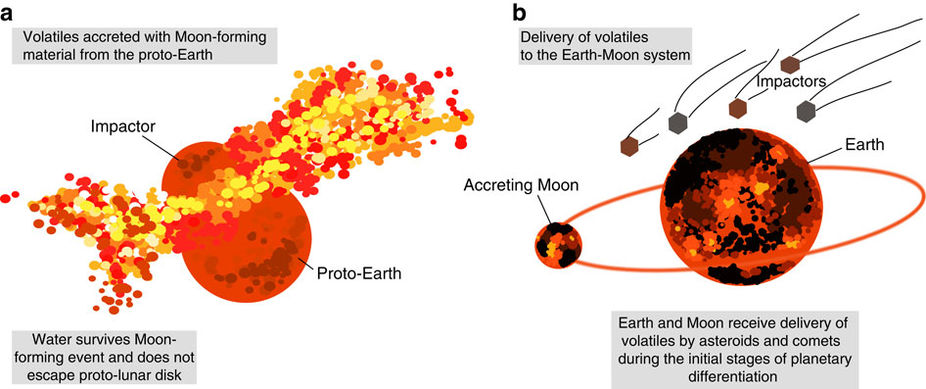 a
Volatiles accreted with Moon-forming
material from the proto-Earth
Impactor
Proto-Earth
Water survives Moon-
forming event and does not
escape proto-lunar disk
b
Delivery of volatiles
to the Earth-Moon system
Impactors
Earth
Accreting Moon
Earth and Moon receive delivery of
volatiles by asteroids and comets
during the initial stages of planetary
differentiation